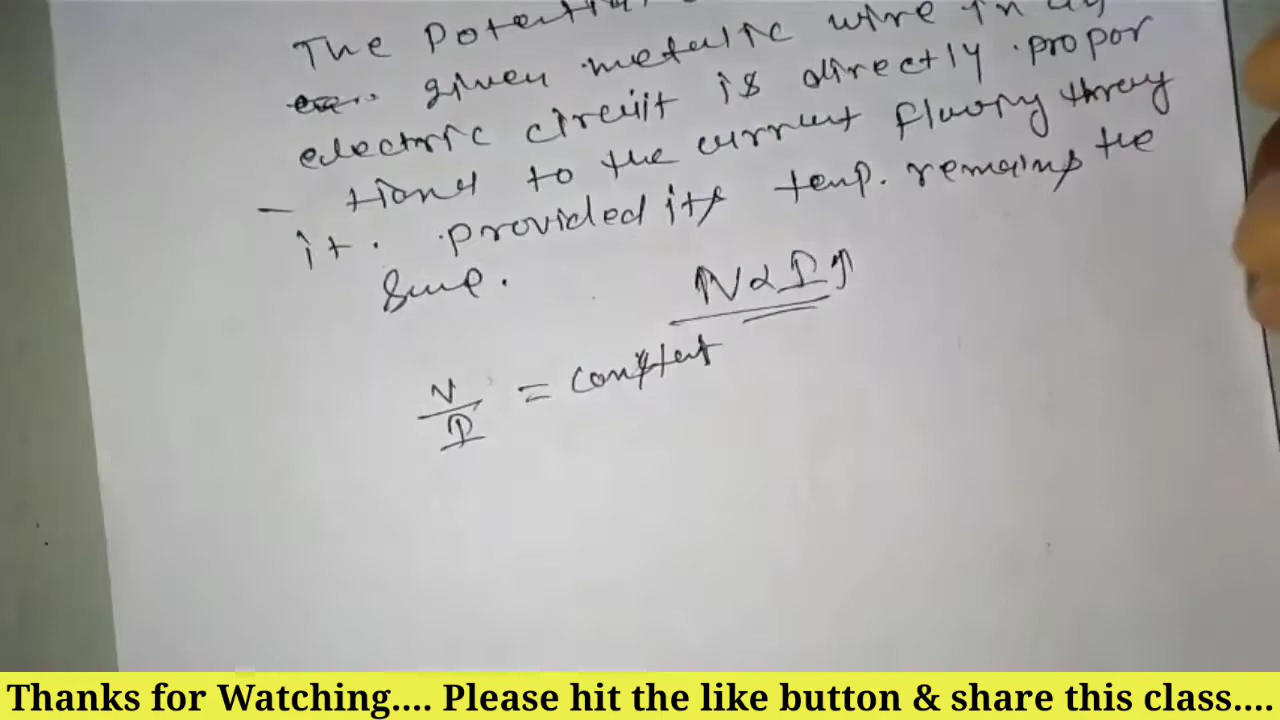 The Potential
given metallic wire in
electric circuit is directly propor
- tional to the current flowing through
it. provided its temp. remains the
Same.
↑V α I↑
V
I = constant
Thanks for Watching.... Please hit the like button & share this class....